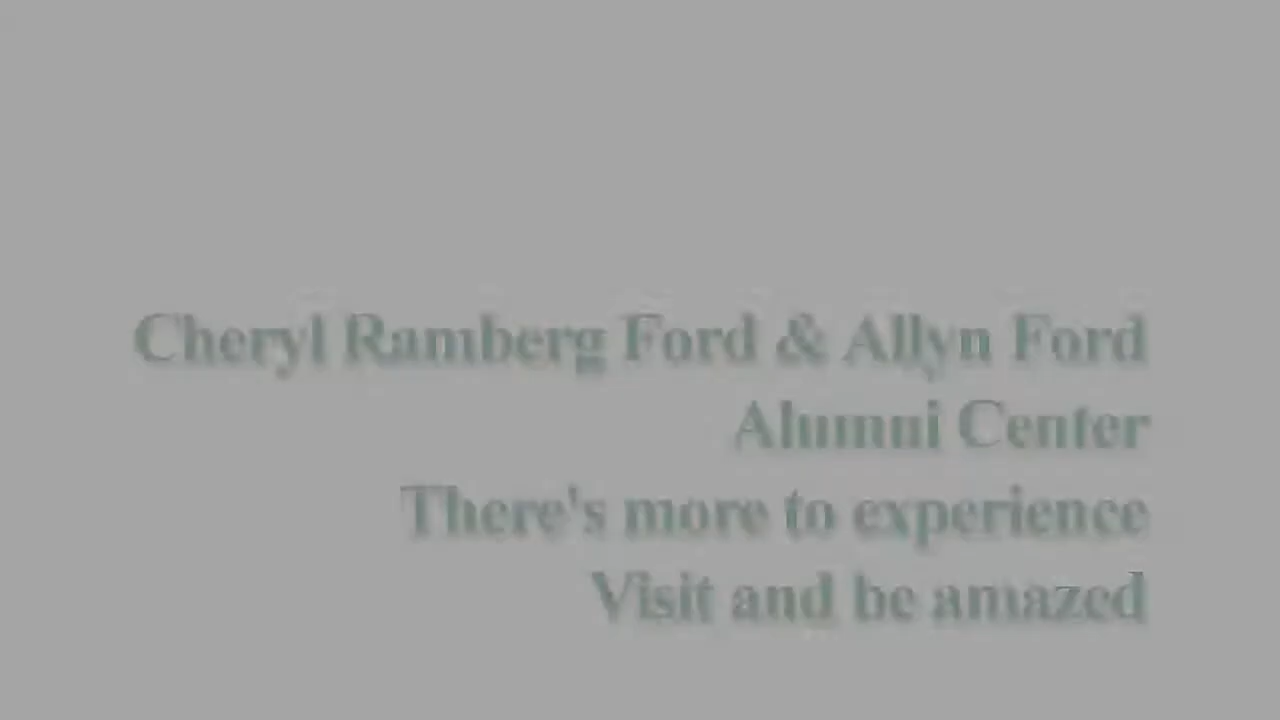 Cheryl Ramberg Ford & Allyn Ford
Alumni Center
There's more to experience
Visit and be amazed